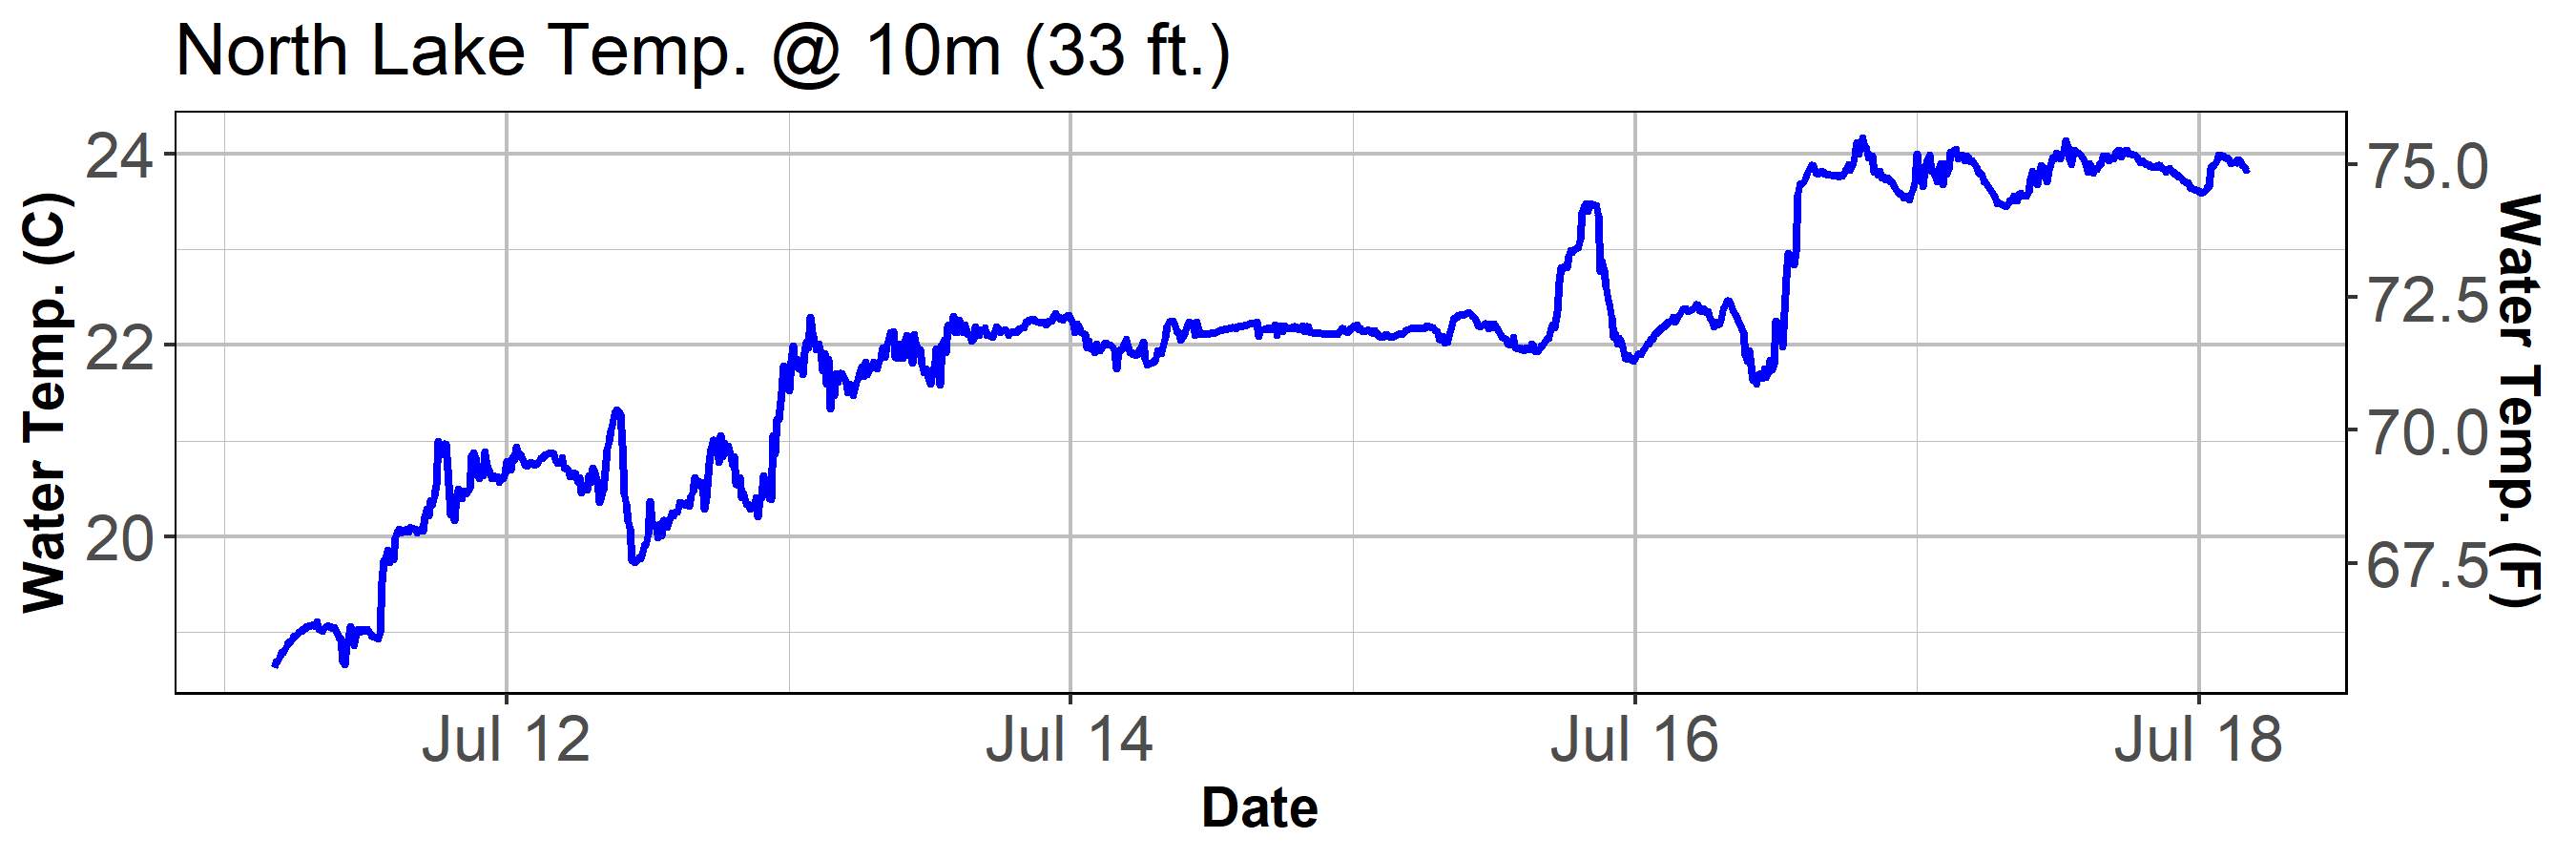 North Lake Temp. @ 10m (33 ft.)
Water Temp. (C)
24
22
20
75.0
72.5
70.0
67.5
Water Temp. (F)
Jul 12
Jul 14
Jul 16
Jul 18
Date